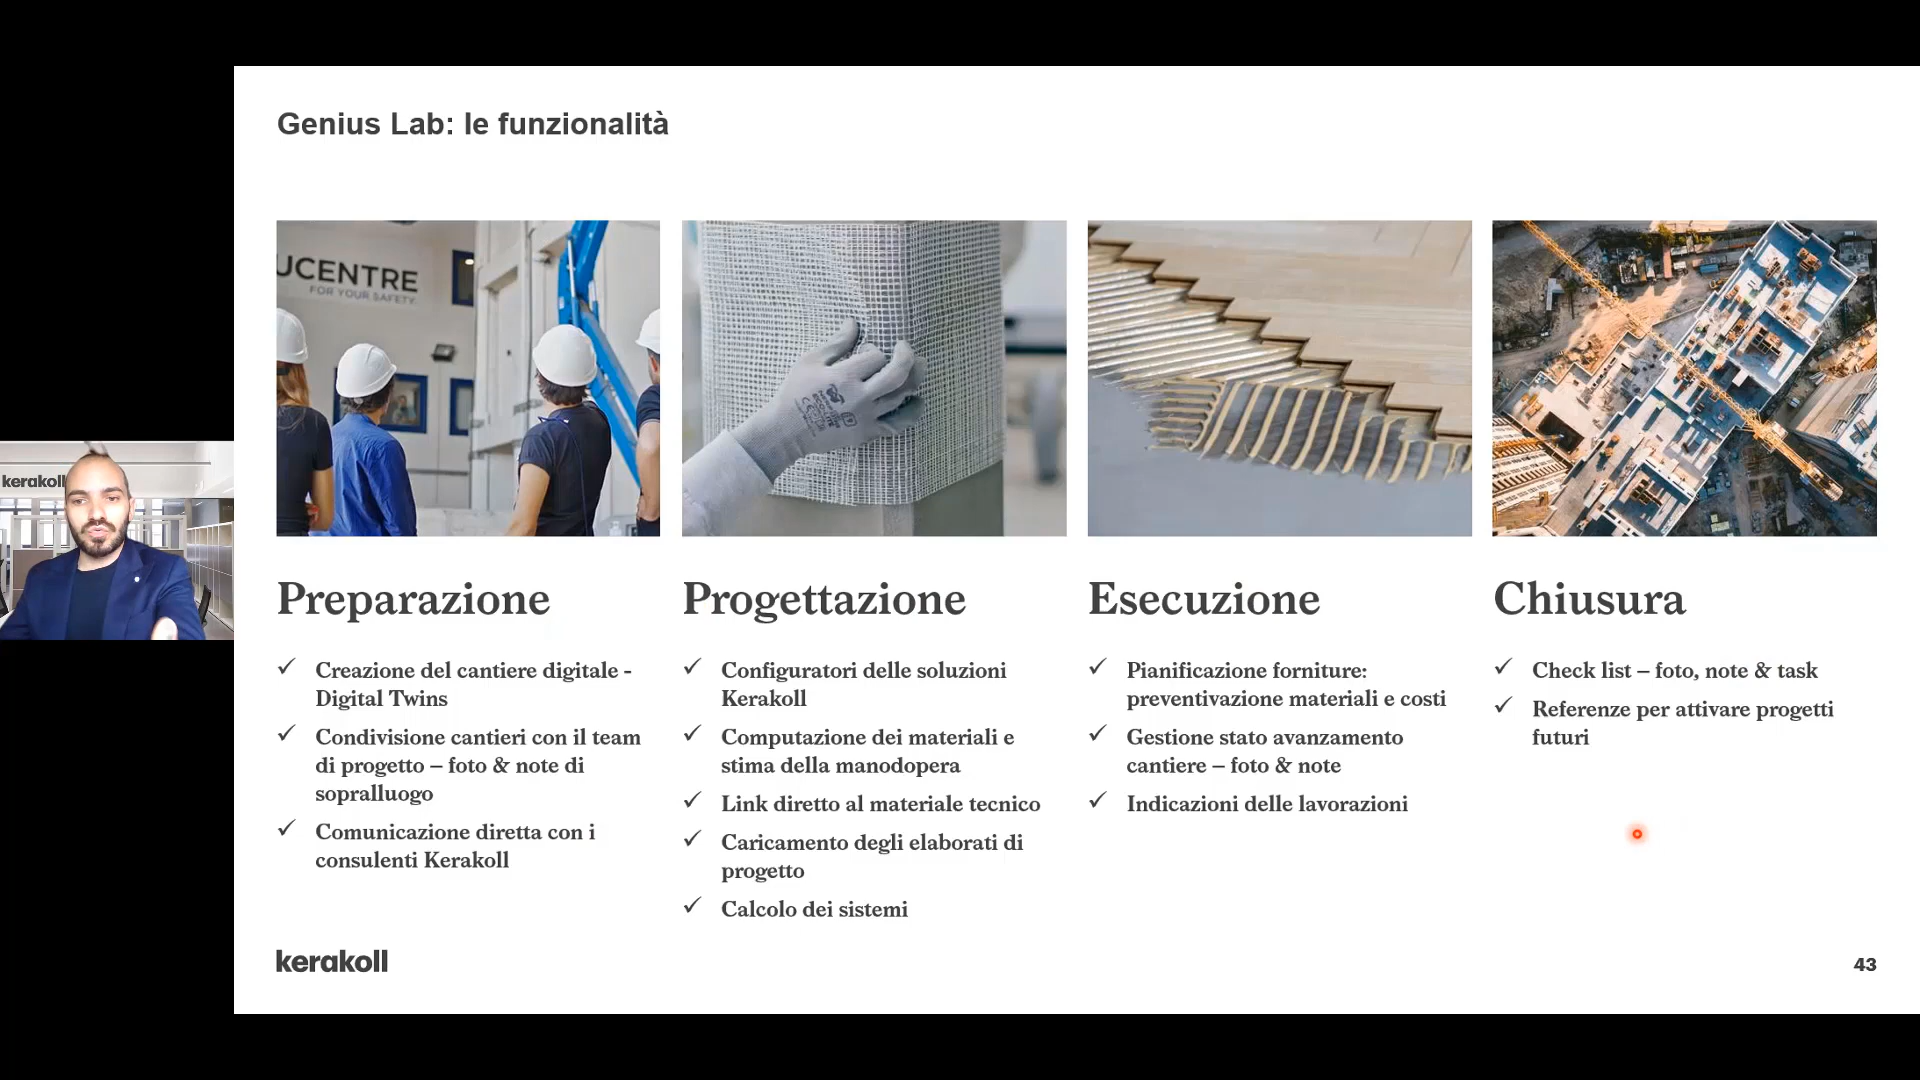 Genius Lab: le funzionalità
UCENTRE
FOR YOUR SAFETY.
kerakoll
Preparazione
Creazione del cantiere digitale -
Digital Twins
Condivisione cantieri con il team
di progetto – foto & note di
sopralluogo
Comunicazione diretta con i
consulenti Kerakoll
Progettazione
Configuratori delle soluzioni
Kerakoll
Computazione dei materiali e
stima della manodopera
Link diretto al materiale tecnico
Caricamento degli elaborati di
progetto
Calcolo dei sistemi
Esecuzione
Pianificazione forniture:
preventivazione materiali e costi
Gestione stato avanzamento
cantiere – foto & note
Indicazioni delle lavorazioni
Chiusura
Check list – foto, note & task
Referenze per attivare progetti
futuri
kerakoll
43